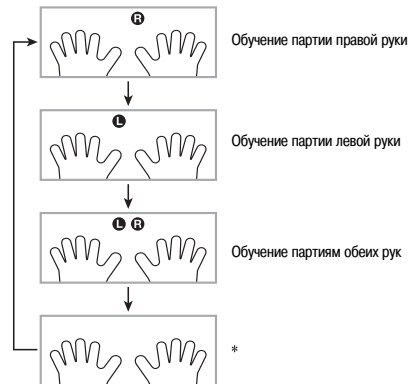 R
Обучение партии правой руки
L
Обучение партии левой руки
L R
Обучение партиям обеих рук
*